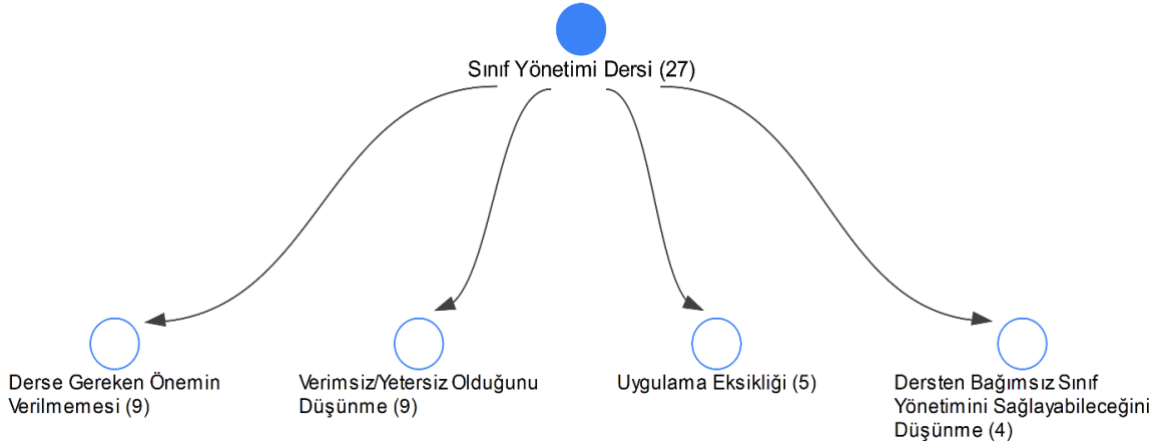 Sınıf Yönetimi Dersi (27)
Derse Gereken Önemin
Verilmemesi (9)
Verimsiz/Yetersiz Olduğunu
Düşünme (9)
Uygulama Eksikliği (5)
Dersten Bağımsız Sınıf
Yönetimini Sağlayabileceğini
Düşünme (4)